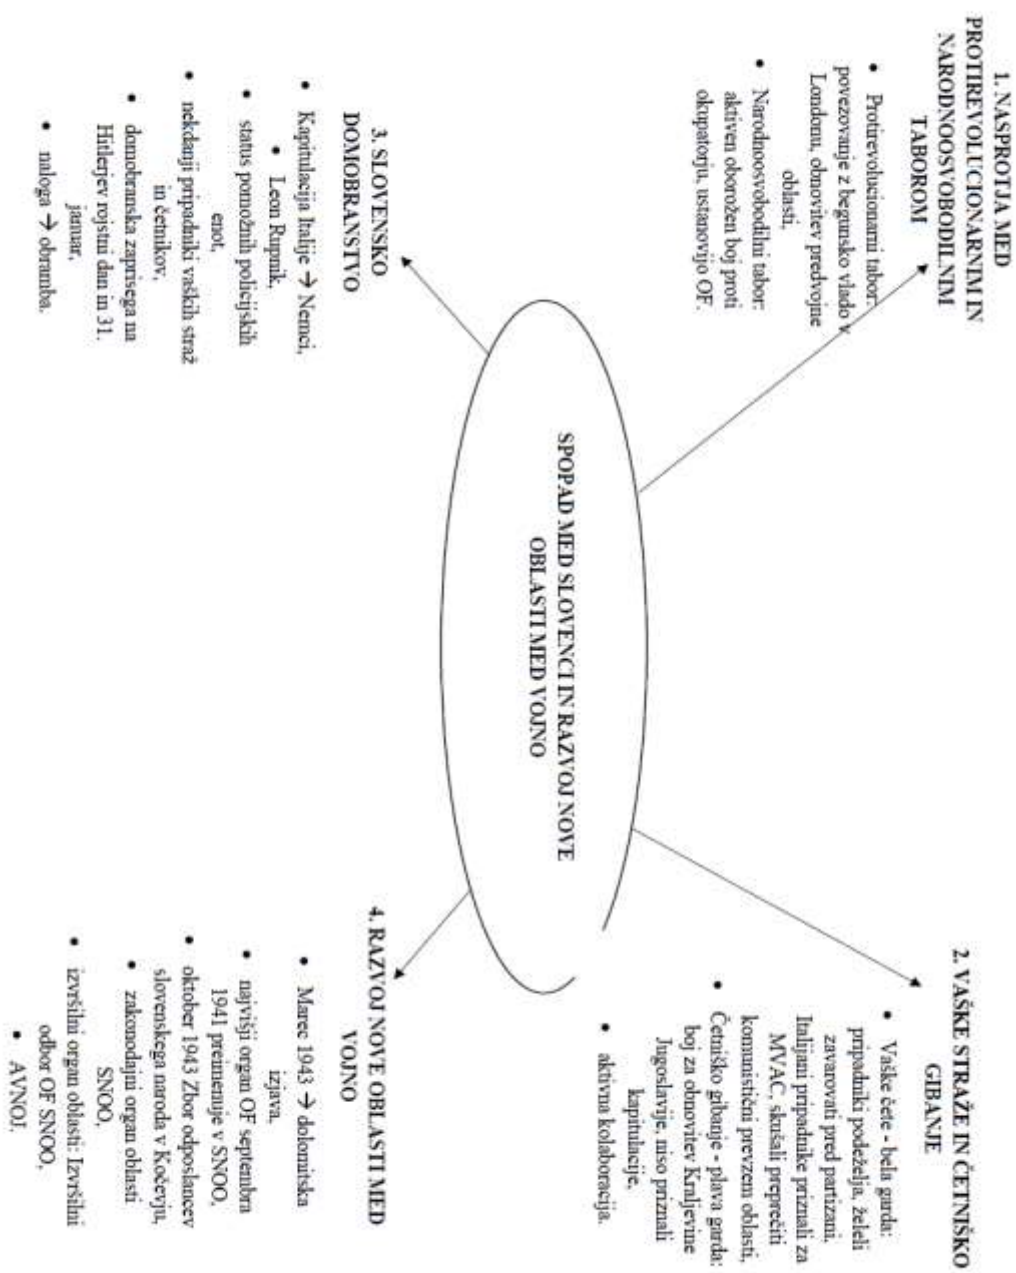 1. NASPROTJA MED
PROTIREVOLUCIONARNIM IN
NARODNOOSVOBODILNIM
TABOROM
• Protirevolucionarni tabor:
povezovanje z begunsko vlado v
Londonu, obnovitev predvojne
oblasti,
• Narodnoosvobodilni tabor:
aktiven oborožen boj proti
okupatorju, ustanovijo OF.
2. VAŠKE STRAŽE IN ČETNIŠKO
GIBANJE
• Vaške čete - bela garda:
pripadniki podeželja, želeli
zavarovati pred partizani,
Italijani pripadnike priznali za
MVAC, skušali preprečiti
komunistični prevzem oblasti,
• Četniško gibanje - plava garda:
boj za obnovitev Kraljevine
Jugoslavije, niso priznali
kapitulacije,
• aktivna kolaboracija.
SPOPAD MED SLOVENCI IN RAZVOJ NOVE
OBLASTI MED VOJNO
3. SLOVENSKO
DOMOBRANSTVO
• Kapitulacija Italije → Nemci,
• Leon Rupnik,
• status pomožnih policijskih
enot,
• nekdanji pripadniki vaških straž
in četnikov,
• domobranska zaprisega na
Hitlerjev rojstni dan in 31.
januar,
• naloga → obramba.
4. RAZVOJ NOVE OBLASTI MED
VOJNO
• Marec 1943 → dolomitska
izjava,
• najvišji organ OF septembra
1941 preimenuje v SNOO,
• oktober 1943 Zbor odposlancev
slovenskega naroda v Kočevju,
• zakonodajni organ oblasti
SNOO,
• izvršilni organ oblasti: Izvršilni
odbor OF SNOO,
• AVNOJ.